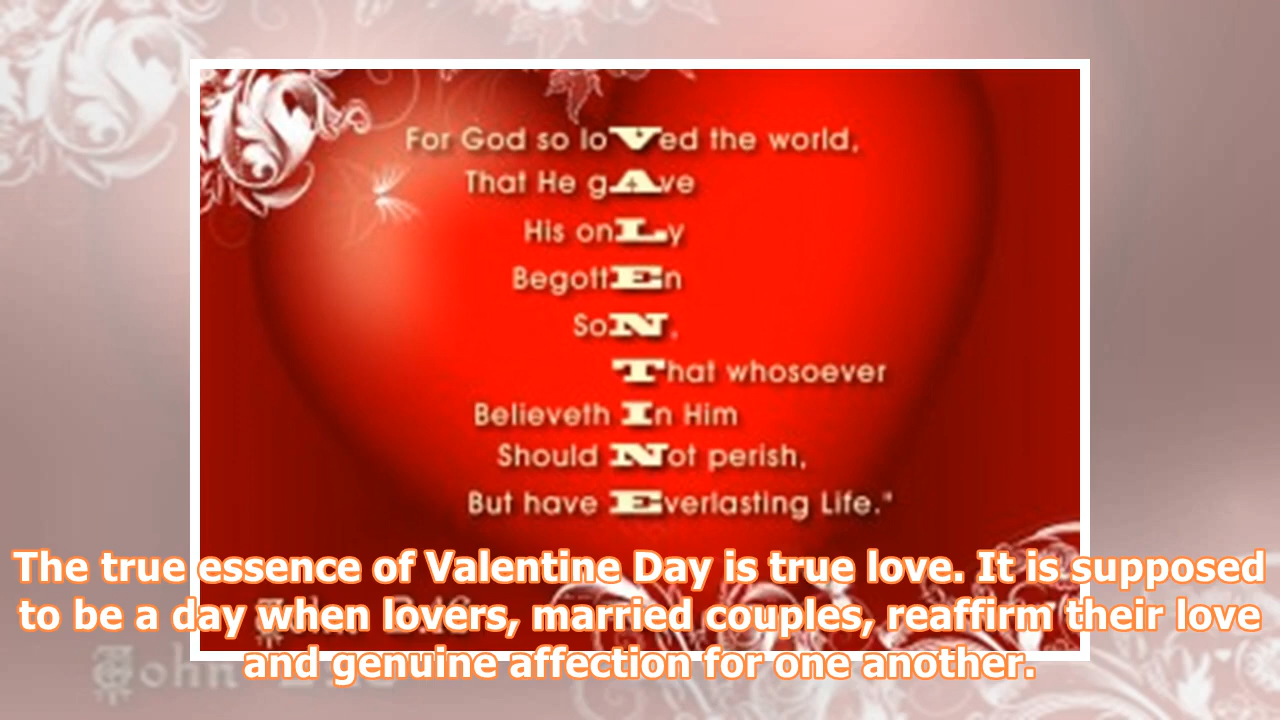 For God so loVed the world,
That He gAve
His onLy
BegottEn
SoN,
That whosoever
Believeth In Him
Should Not perish,
But have Everlasting Life."
The true essence of Valentine Day is true love. It is supposed
to be a day when lovers, married couples, reaffirm their love
and genuine affection for one another.
John